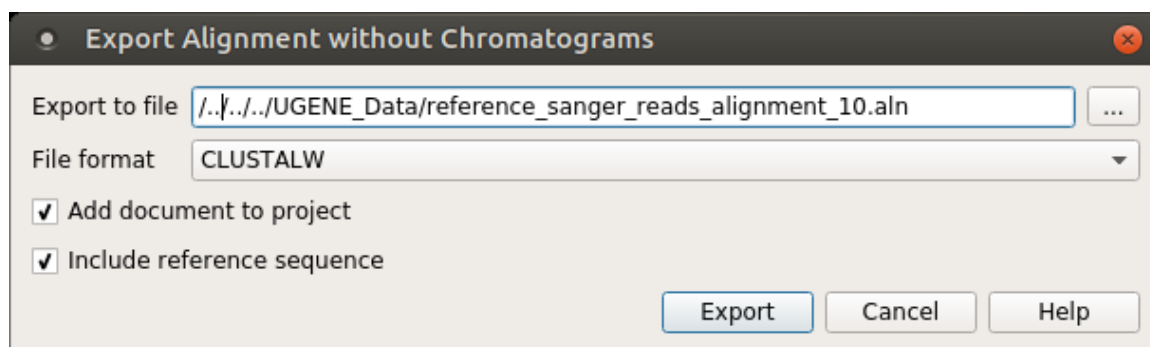 Export Alignment without Chromatograms
Export to file /../../../UGENE_Data/reference_sanger_reads_alignment_10.aln ...
File format CLUSTALW
Add document to project
Include reference sequence
Export Cancel Help